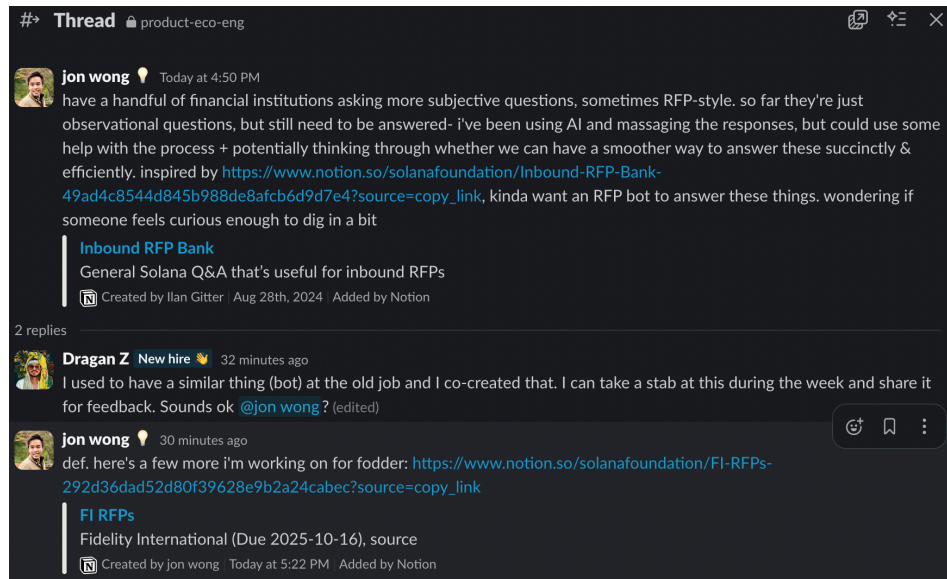 Thread product-eco-eng
jon wong Today at 4:50 PM
have a handful of financial institutions asking more subjective questions, sometimes RFP-style. so far they're just
observational questions, but still need to be answered- i've been using AI and massaging the responses, but could use some
help with the process + potentially thinking through whether we can have a smoother way to answer these succinctly &
efficiently. inspired by https://www.notion.so/solanafoundation/Inbound-RFP-Bank-
49ad4c8544d845b988de8afcb6d9d7e4?source=copy_link, kinda want an RFP bot to answer these things. wondering if
someone feels curious enough to dig in a bit
Inbound RFP Bank
General Solana Q&A that's useful for inbound RFPs
Created by Ilan Gitter | Aug 28th, 2024 | Added by Notion
2 replies
Dragan Z New hire 👋 32 minutes ago
I used to have a similar thing (bot) at the old job and I co-created that. I can take a stab at this during the week and share it
for feedback. Sounds ok @jon wong ? (edited)
jon wong 30 minutes ago
def. here's a few more i'm working on for fodder: https://www.notion.so/solanafoundation/FI-RFPs-
292d36dad52d80f39628e9b2a24cabec?source=copy_link
FI RFPs
Fidelity International (Due 2025-10-16), source
Created by jon wong | Today at 5:22 PM | Added by Notion